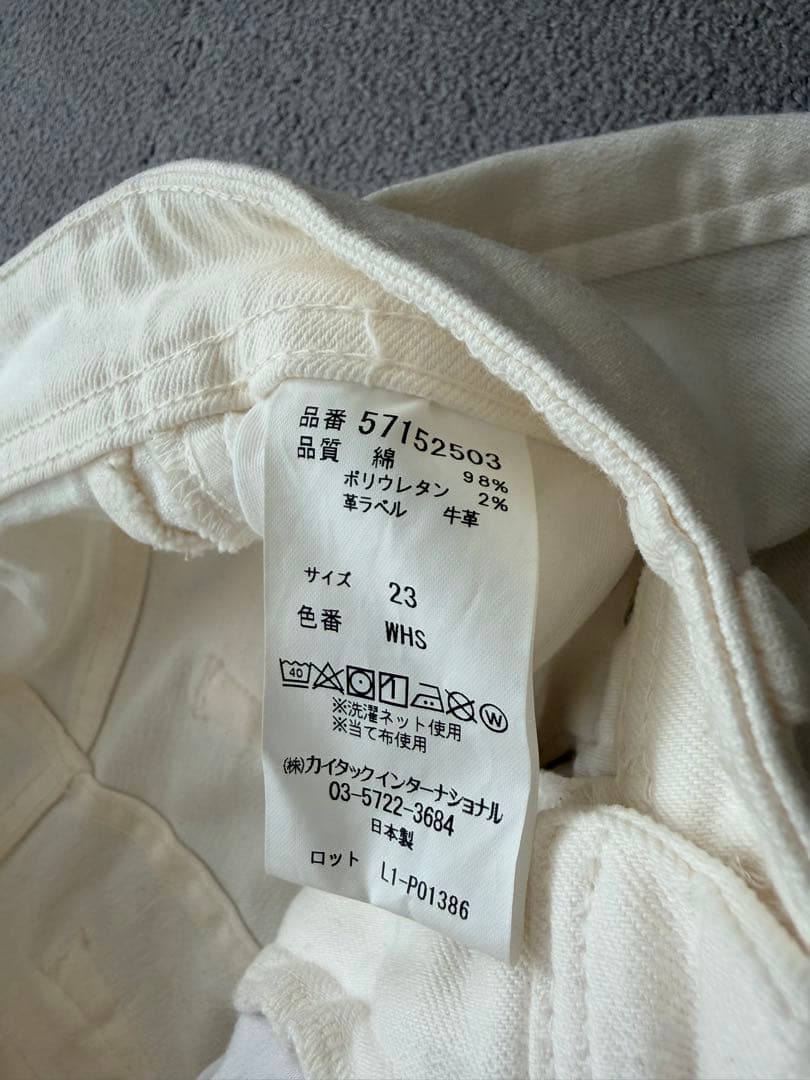 品番 57152503
品質 綿 98%
ポリウレタン 2%
革ラベル 牛革
サイズ 23
色番 WHS
40 W
※洗濯ネット使用
※当て布使用
㈱カイタックインターナショナル
03-5722-3684
日本製
ロット L1-P01386